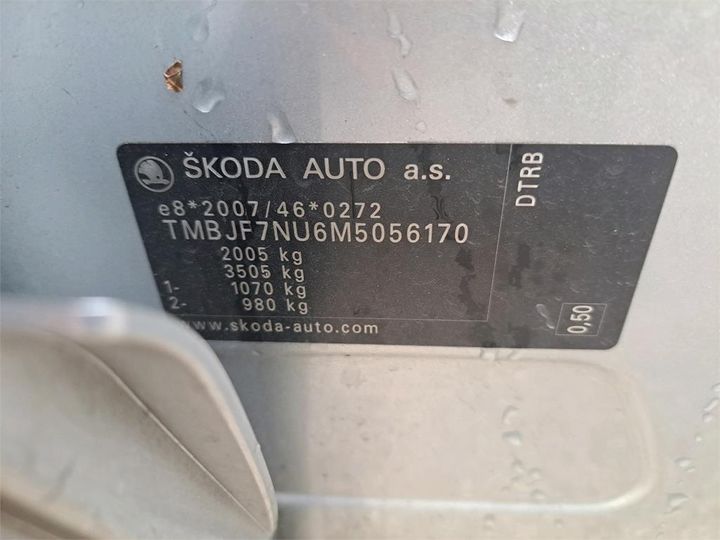 ŠKODA AUTO a.s.
e8*2007/46*0272
TMBJF7NU6M5056170
2005 kg
3505 kg
1- 1070 kg
2- 980 kg
www.skoda-auto.com
DTRB
0,50